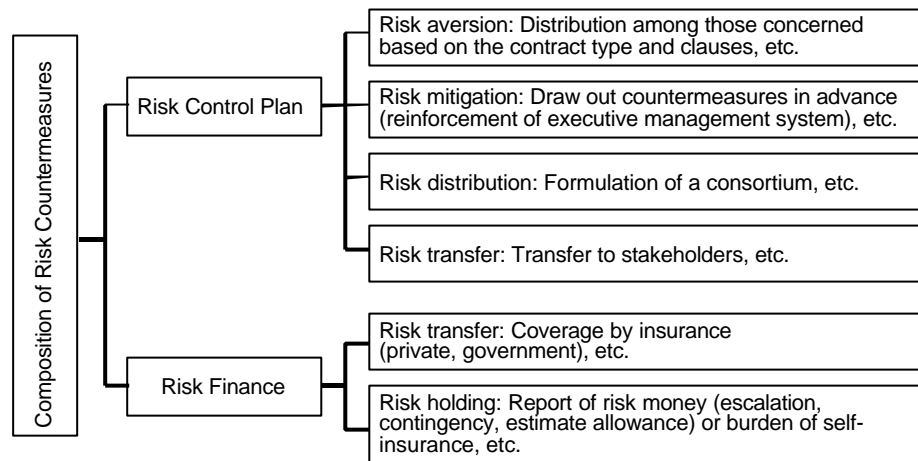 Composition of Risk Countermeasures
Risk Control Plan
Risk aversion: Distribution among those concerned
based on the contract type and clauses, etc.
Risk mitigation: Draw out countermeasures in advance
(reinforcement of executive management system), etc.
Risk distribution: Formulation of a consortium, etc.
Risk transfer: Transfer to stakeholders, etc.
Risk Finance
Risk transfer: Coverage by insurance
(private, government), etc.
Risk holding: Report of risk money (escalation,
contingency, estimate allowance) or burden of self-
insurance, etc.